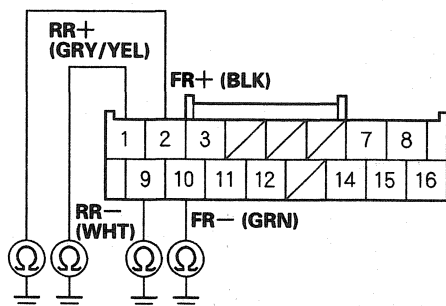 RR+
(GRY/YEL)
FR+ (BLK)
1 2 3 7 8
9 10 11 12 14 15 16
RR−
(WHT)
FR− (GRN)
Ω Ω Ω Ω